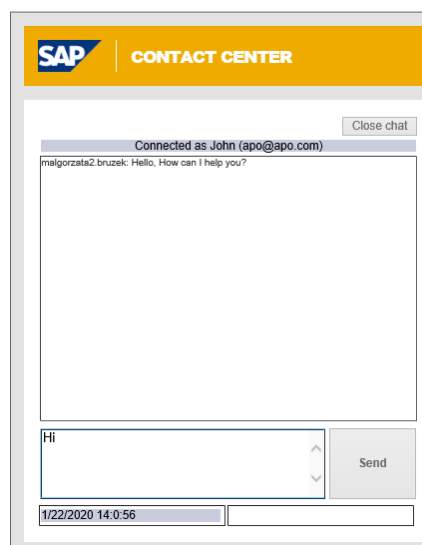 SAP
CONTACT CENTER
Close chat
Connected as John (apo@apo.com)
malgorzata2.bruzek: Hello, How can I help you?
Hi
Send
1/22/2020 14:0:56